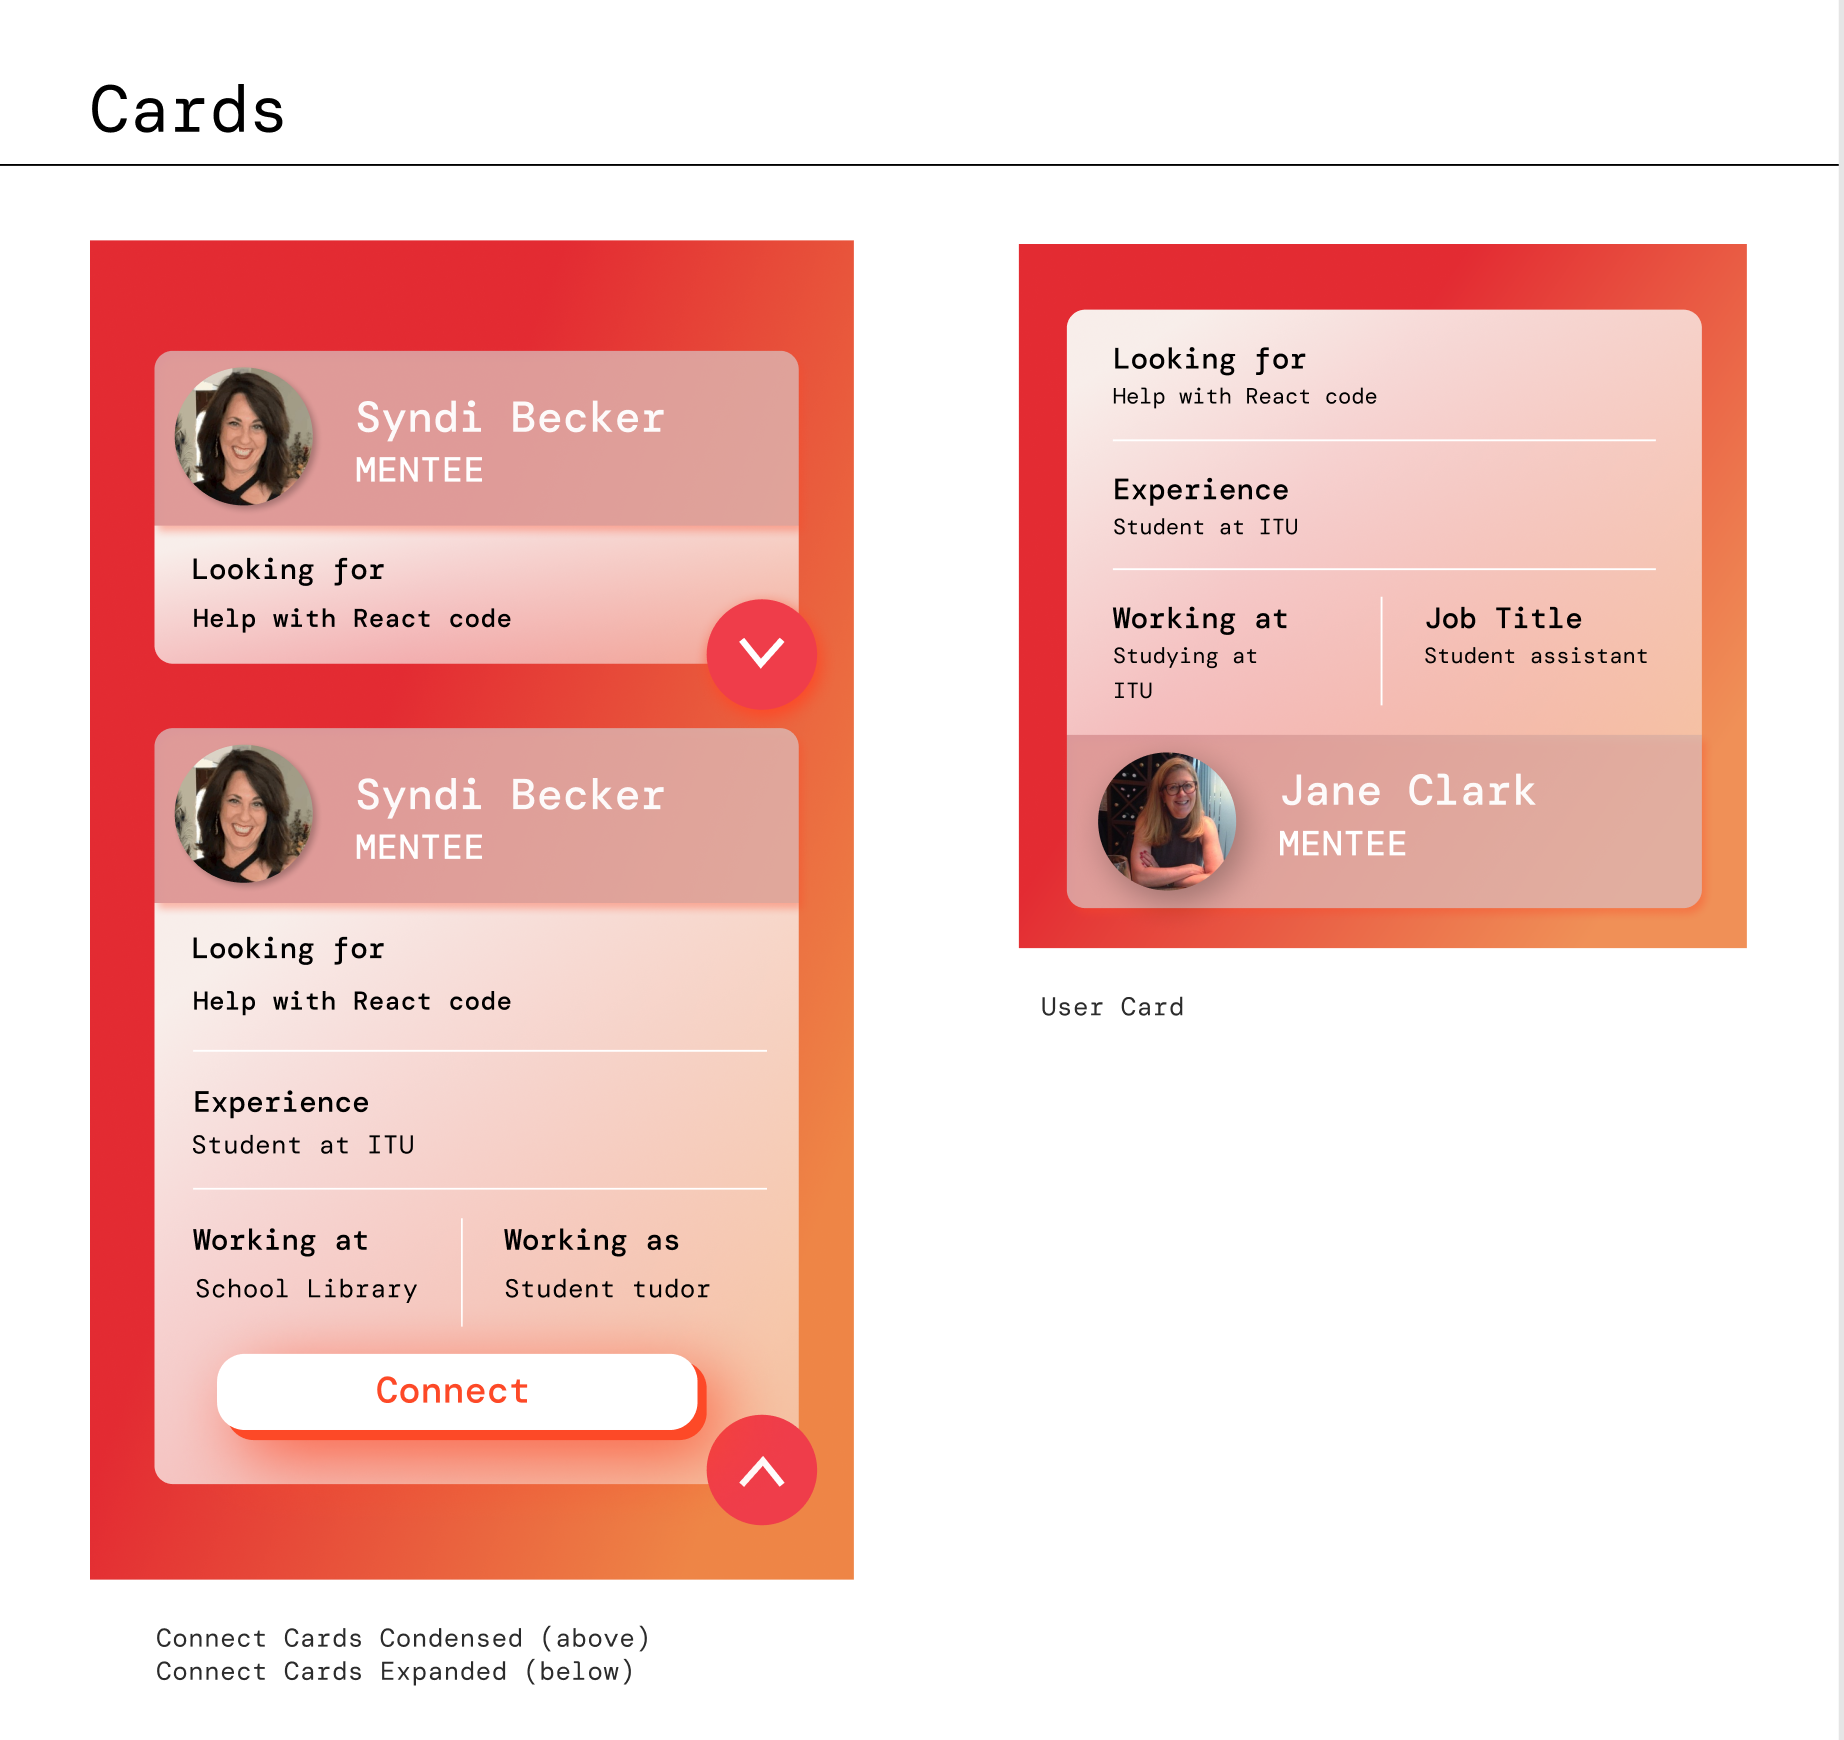 Cards
Syndi Becker
MENTEE
Looking for
Help with React code
Syndi Becker
MENTEE
Looking for
Help with React code
Experience
Student at ITU
Working at
School Library
Working as
Student tudor
Connect
Connect Cards Condensed (above)
Connect Cards Expanded (below)
Looking for
Help with React code
Experience
Student at ITU
Working at
Studying at
ITU
Job Title
Student assistant
Jane Clark
MENTEE
User Card